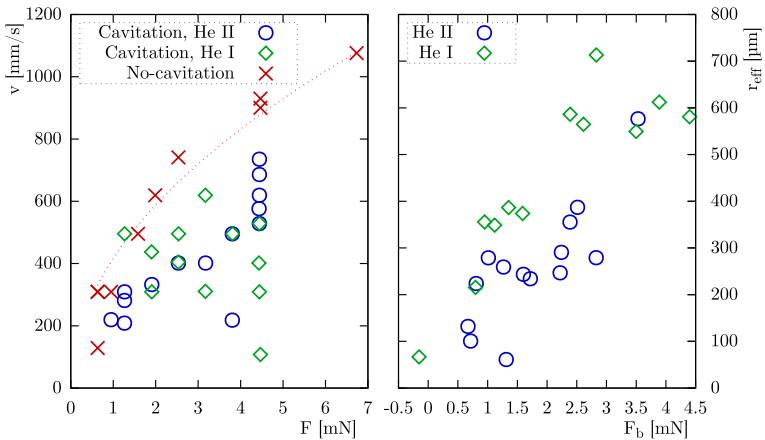 v [mm/s]
1200
1000
800
600
400
200
0
0 1 2 3 4 5 6 7
F [mN]
Cavitation, He II
Cavitation, He I
No-cavitation
He II
He I
800
700
600
500
400
300
200
100
0
r_eff [µm]
-0.5 0 0.5 1 1.5 2 2.5 3 3.5 4 4.5
F_b [mN]